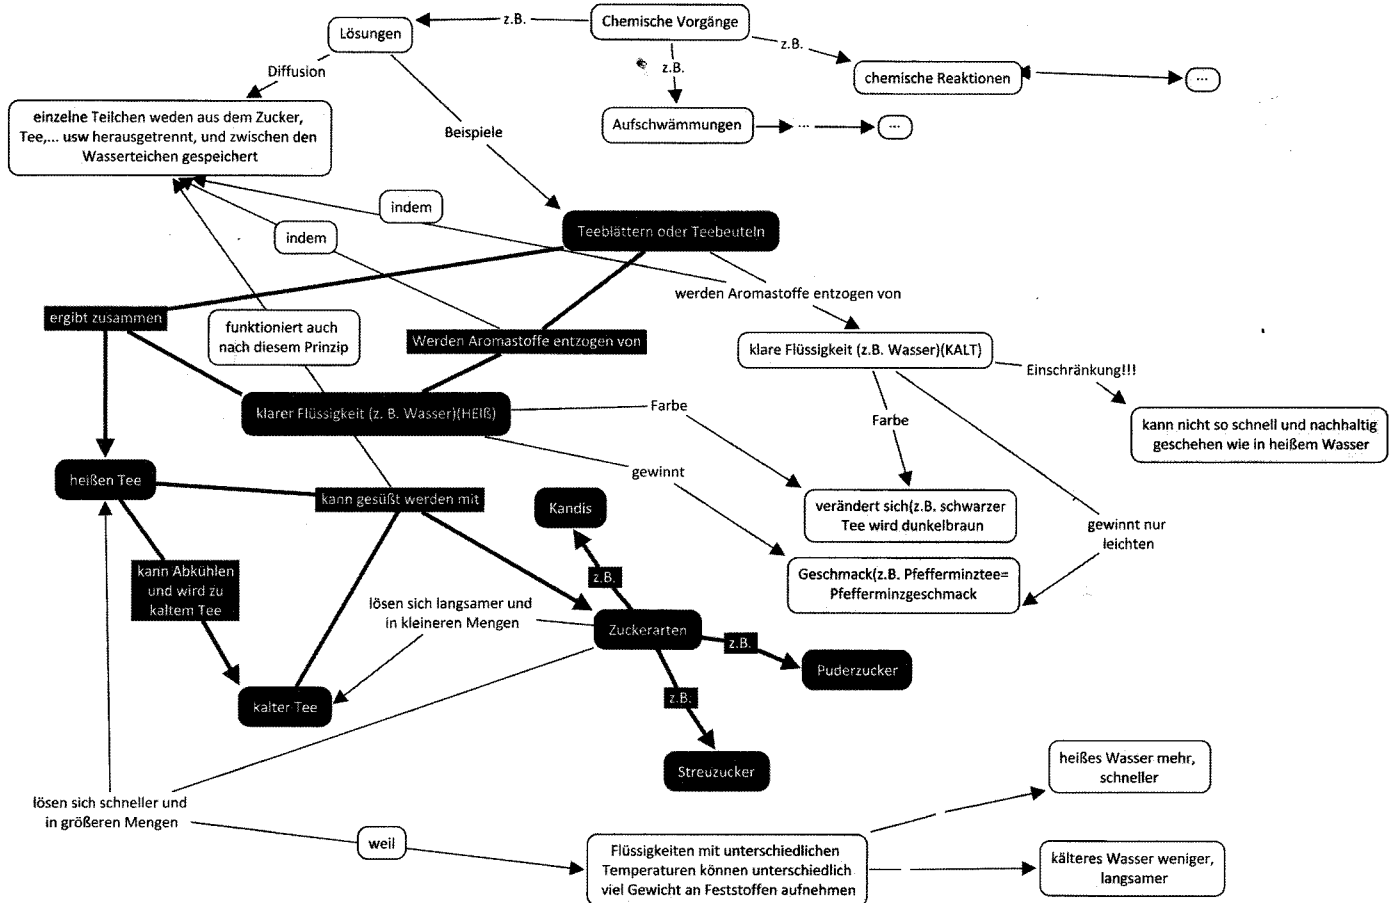 Chemische Vorgänge
z.B.
Lösungen
z.B.
z.B.
chemische Reaktionen
...
Diffusion
einzelne Teilchen weden aus dem Zucker,
Tee,... usw herausgetrennt, und zwischen den
Wasserteichen gespeichert
Aufschwämmungen
...
...
Beispiele
indem
indem
Teeblättern oder Teebeuteln
werden Aromastoffe entzogen von
ergibt zusammen
funktioniert auch
nach diesem Prinzip
Werden Aromastoffe entzogen von
klare Flüssigkeit (z.B. Wasser)(KALT)
Einschränkung!!!
klarer Flüssigkeit (z. B. Wasser)(HEIß)
Farbe
Farbe
kann nicht so schnell und nachhaltig
geschehen wie in heißem Wasser
heißen Tee
gewinnt
kann gesüßt werden mit
Kandis
verändert sich(z.B. schwarzer
Tee wird dunkelbraun
gewinnt nur
leichten
kann Abkühlen
und wird zu
kaltem Tee
z.B.
Geschmack(z.B. Pfefferminztee=
Pfefferminzgeschmack
lösen sich langsamer und
in kleineren Mengen
Zuckerarten
z.B.
Puderzucker
z.B.
kalter Tee
Streuzucker
heißes Wasser mehr,
schneller
lösen sich schneller und
in größeren Mengen
weil
Flüssigkeiten mit unterschiedlichen
Temperaturen können unterschiedlich
viel Gewicht an Feststoffen aufnehmen
kälteres Wasser weniger,
langsamer